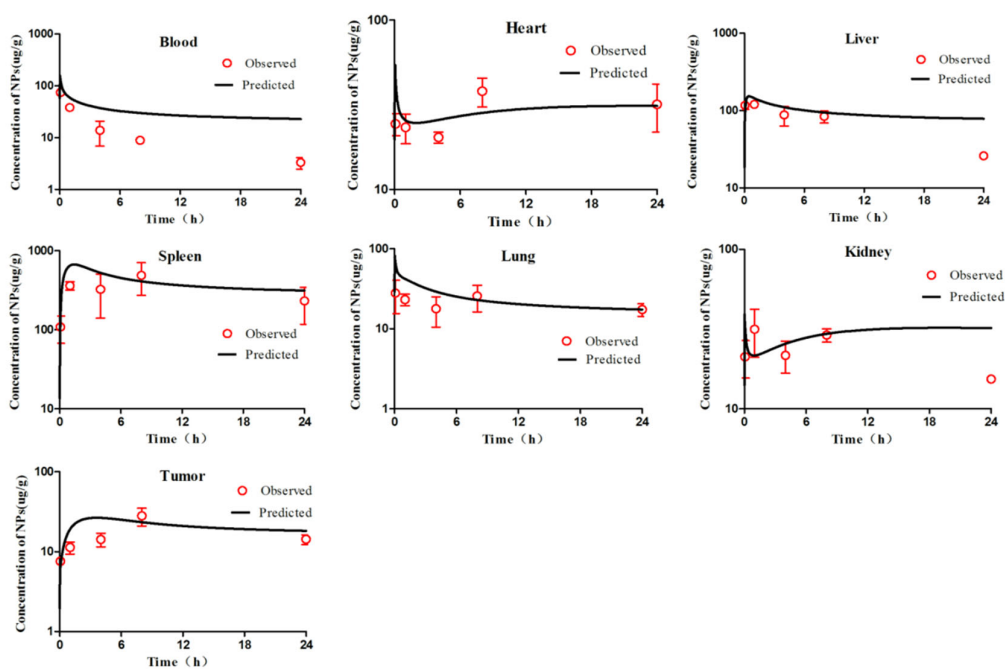 Blood
Concentration of NPs(ug/g)
1000
100
10
1
Observed
Predicted
0 6 12 18 24
Time (h)
Heart
Concentration of NPs(ug/g)
100
10
Observed
Predicted
0 6 12 18 24
Time (h)
Liver
Concentration of NPs(ug/g)
1000
100
10
Observed
Predicted
0 6 12 18 24
Time (h)
Spleen
Concentration of NPs(ug/g)
1000
100
10
Observed
Predicted
0 6 12 18 24
Time (h)
Lung
Concentration of NPs(ug/g)
100
10
1
Observed
Predicted
0 6 12 18 24
Time (h)
Kidney
Concentration of NPs(ug/g)
100
10
Observed
Predicted
0 6 12 18 24
Time (h)
Tumor
Concentration of NPs(ug/g)
100
10
1
Observed
Predicted
0 6 12 18 24
Time (h)